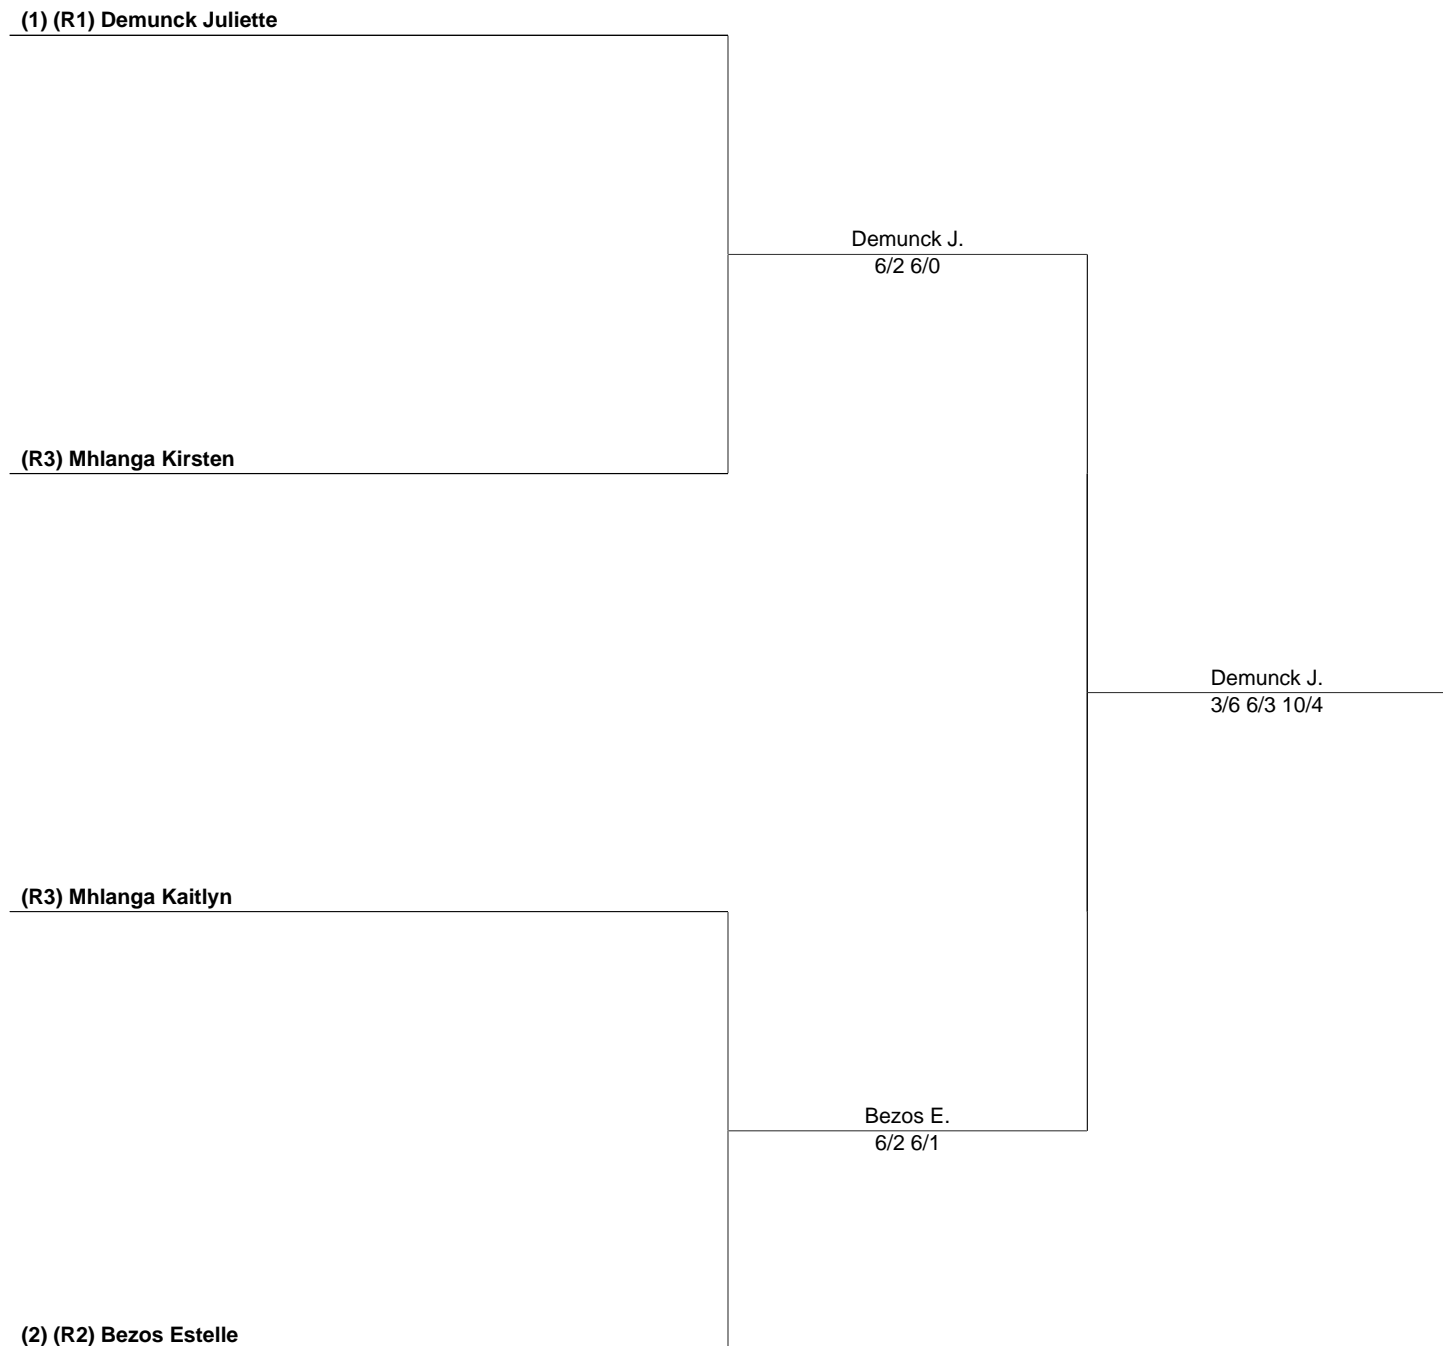 (1) (R1) Demunck Juliette
Demunck J.
6/2 6/0
(R3) Mhlanga Kirsten
Demunck J.
3/6 6/3 10/4
(R3) Mhlanga Kaitlyn
Bezos E.
6/2 6/1
(2) (R2) Bezos Estelle